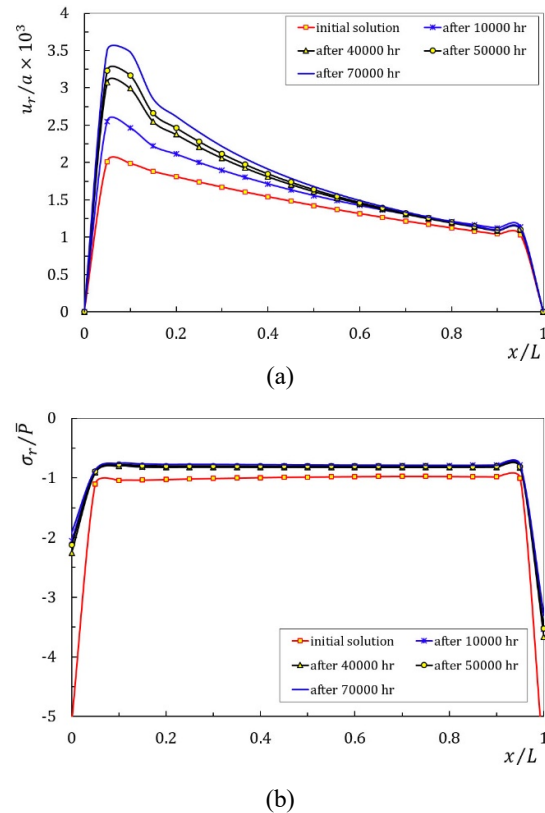 u_r/a × 10³
4
3.5
3
2.5
2
1.5
1
0.5
0
initial solution
after 10000 hr
after 40000 hr
after 50000 hr
after 70000 hr
0 0.2 0.4 0.6 0.8 1
x/L
(a)
σ_r/P̅
0
-1
-2
-3
-4
-5
initial solution
after 10000 hr
after 40000 hr
after 50000 hr
after 70000 hr
0 0.2 0.4 0.6 0.8 1
x/L
(b)